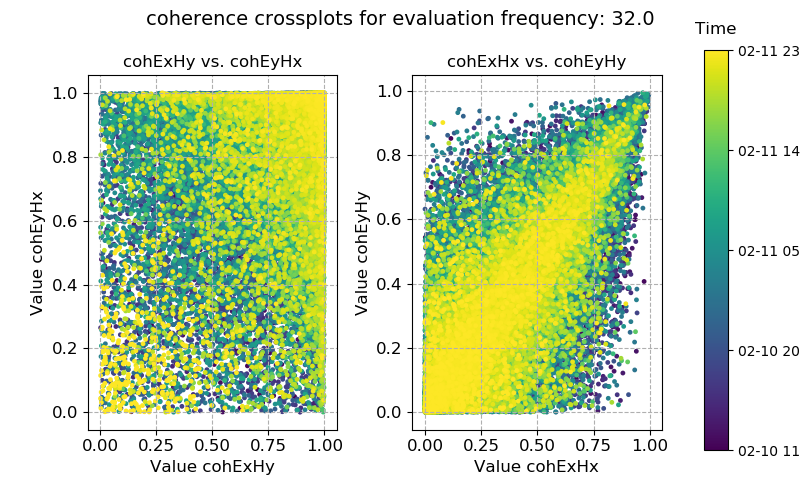 coherence crossplots for evaluation frequency: 32.0
Time
cohExHy vs. cohEyHx
cohExHx vs. cohEyHy
Value cohEyHx
1.0
0.8
0.6
0.4
0.2
0.0
0.00 0.25 0.50 0.75 1.00
Value cohExHy
Value cohEyHy
1.0
0.8
0.6
0.4
0.2
0.0
0.00 0.25 0.50 0.75 1.00
Value cohExHx
02-11 23
02-11 14
02-11 05
02-10 20
02-10 11